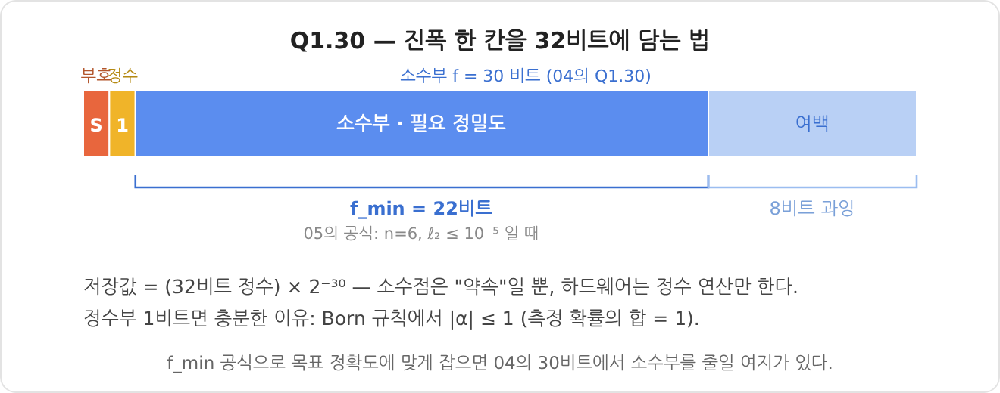 Q1.30 — 진폭 한 칸을 32비트에 담는 법
부호 정수 소수부 f = 30 비트 (04의 Q1.30)
S 1 소수부 · 필요 정밀도 여백
f_min = 22비트 8비트 과잉
05의 공식: n=6, ℓ₂ ≤ 10⁻⁵ 일 때
저장값 = (32비트 정수) × 2⁻³⁰ — 소수점은 "약속"일 뿐, 하드웨어는 정수 연산만 한다.
정수부 1비트면 충분한 이유: Born 규칙에서 |α| ≤ 1 (측정 확률의 합 = 1).
f_min 공식으로 목표 정확도에 맞게 잡으면 04의 30비트에서 소수부를 줄일 여지가 있다.